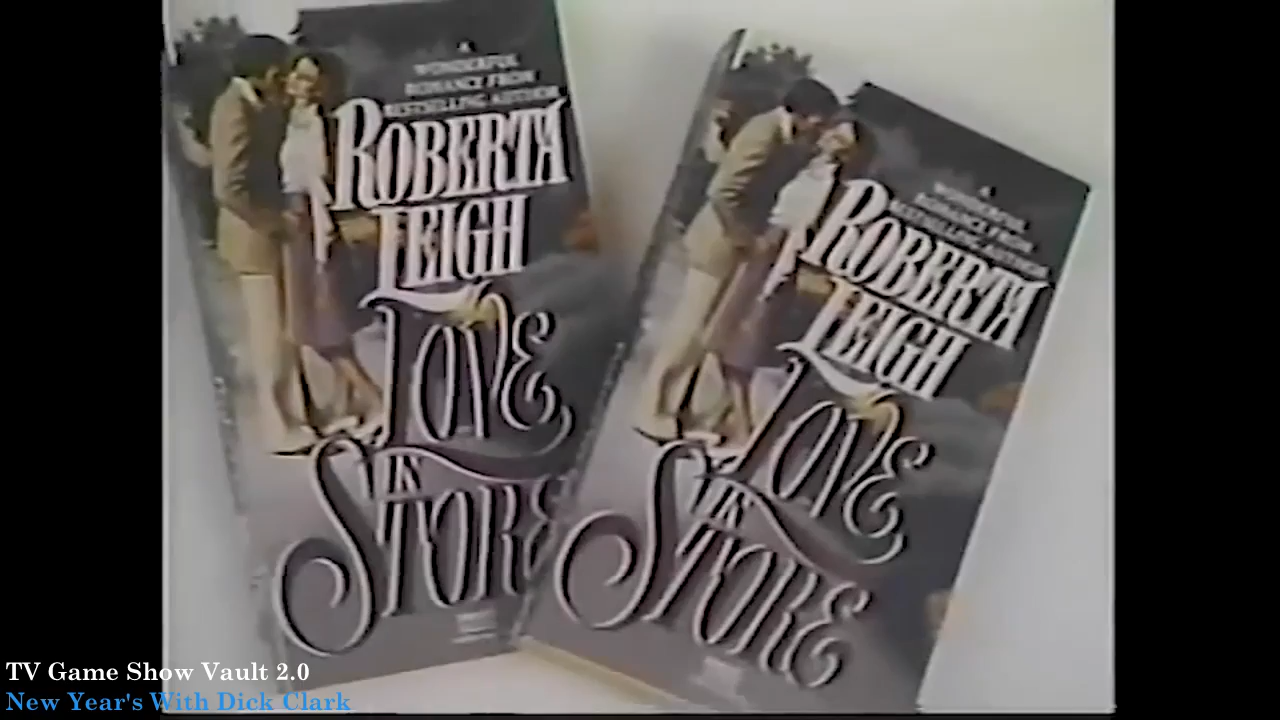 A
WONDERFUL
ROMANCE FROM
BESTSELLING AUTHOR
ROBERTA
LEIGH
LOVE
IN
STORE
A
WONDERFUL
ROMANCE FROM
BESTSELLING AUTHOR
ROBERTA
LEIGH
LOVE
IN
STORE
TV Game Show Vault 2.0
New Year's With Dick Clark